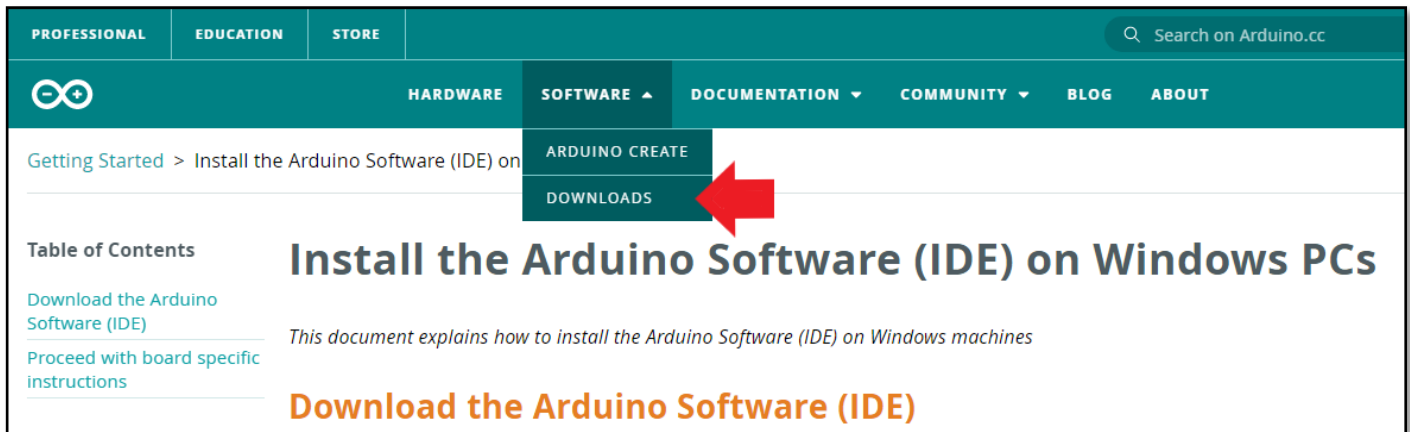 PROFESSIONAL EDUCATION STORE Search on Arduino.cc
HARDWARE SOFTWARE DOCUMENTATION COMMUNITY BLOG ABOUT
ARDUINO CREATE
DOWNLOADS
Getting Started > Install the Arduino Software (IDE) on
Table of Contents
Download the Arduino
Software (IDE)
Proceed with board specific
instructions
Install the Arduino Software (IDE) on Windows PCs
This document explains how to install the Arduino Software (IDE) on Windows machines
Download the Arduino Software (IDE)